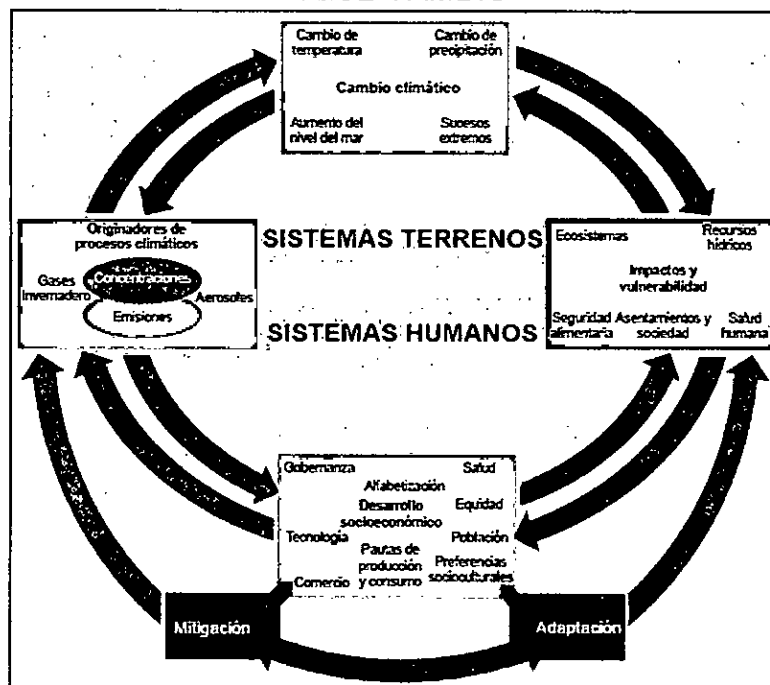 Cambio de
temperatura
Cambio de
precipitación
Cambio climático
Aumento del
nivel del mar
Sucesos
extremos
Originadores de
procesos climáticos
Concentraciones
Gases
Invernadero
Aerosoles
Emisiones
SISTEMAS TERRENOS
SISTEMAS HUMANOS
Ecosistemas
Recursos
hídricos
Impactos y
vulnerabilidad
Seguridad
alimentaria
Asentamientos y
sociedad
Salud
humana
Gobernanza
Salud
Alfabetización
Desarrollo
socioeconómico
Equidad
Tecnología
Población
Pautas de
producción
y consumo
Preferencias
socioculturales
Comercio
Mitigación
Adaptación